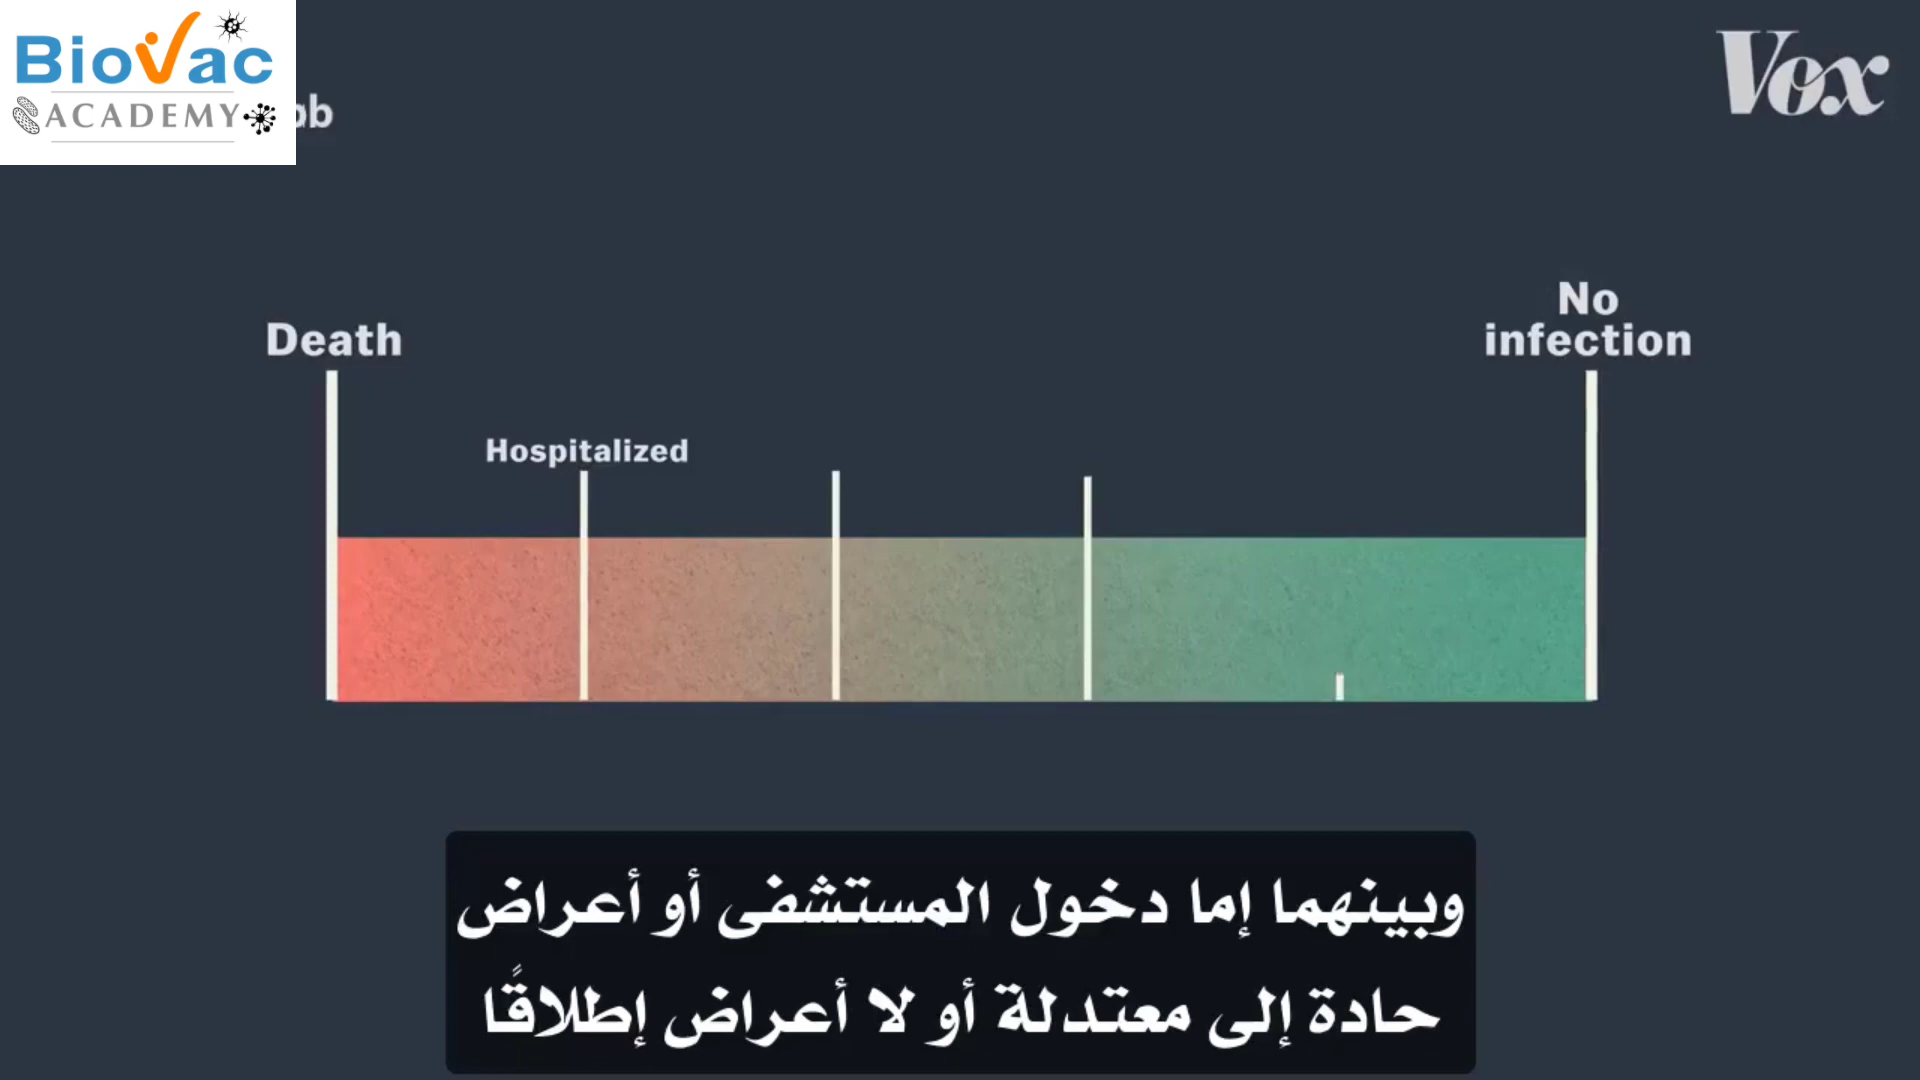 BioVac
ACADEMY
Vox
Death
No
infection
Hospitalized
وبينهما إما دخول المستشفى أو أعراض
حادة إلى معتدلة أو لا أعراض إطلاقًا